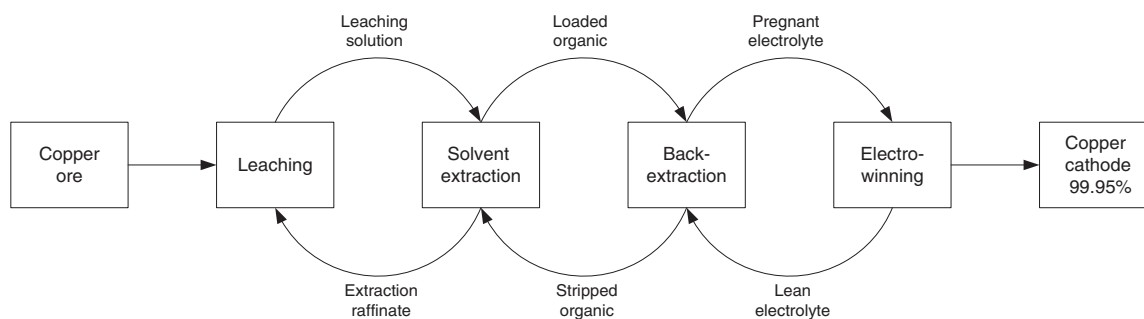 Leaching
solution
Loaded
organic
Pregnant
electrolyte
Copper
ore
Leaching
Solvent
extraction
Back-
extraction
Electro-
winning
Copper
cathode
99.95%
Extraction
raffinate
Stripped
organic
Lean
electrolyte